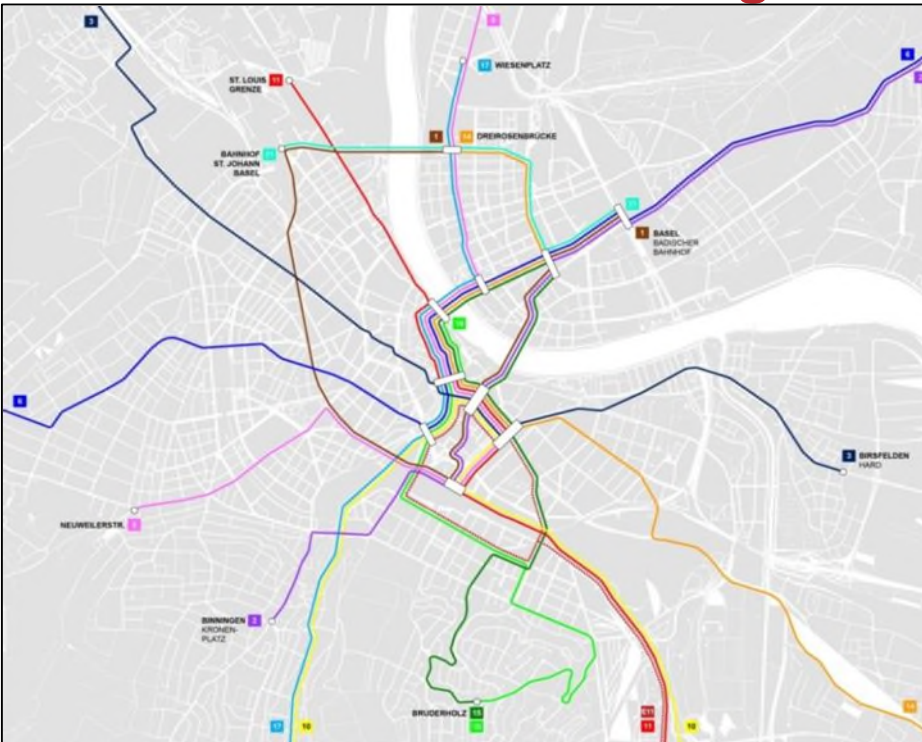 3
8
17 WIESENPLATZ
6
ST. LOUIS 11
GRENZE
1 14 DREIROSENBRÜCKE
BAHNHOF 21
ST. JOHANN
BASEL
21
1 BASEL
BADISCHER
BAHNHOF
16
6
3 BIRSFELDEN
HARD
NEUWEILERSTR. 8
BINNINGEN 2
KRONEN-
PLATZ
BRUDERHOLZ 15
16
17 10
E11
11 10
14